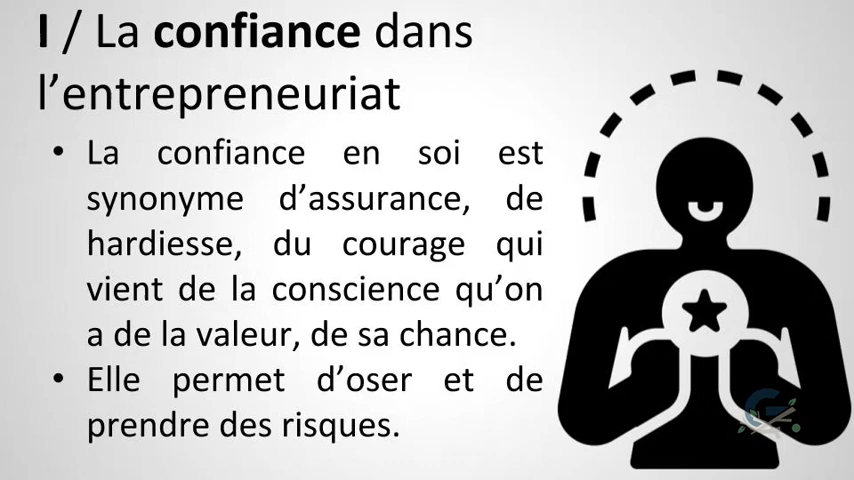 I / La confiance dans
l’entrepreneuriat
• La confiance en soi est
synonyme d’assurance, de
hardiesse, du courage qui
vient de la conscience qu’on
a de la valeur, de sa chance.
• Elle permet d’oser et de
prendre des risques.